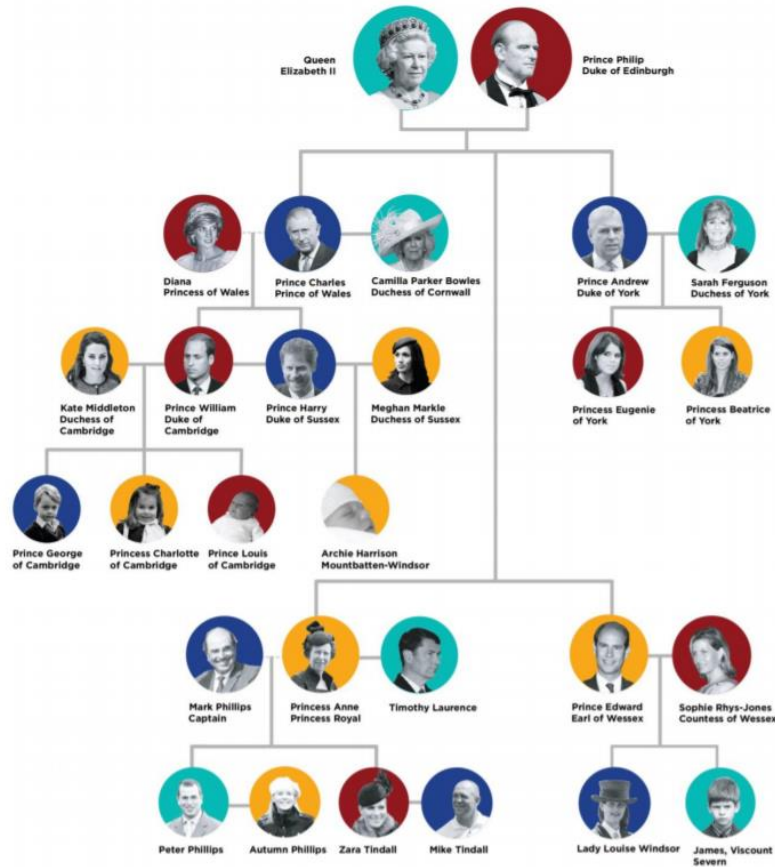 Queen
Elizabeth II
Prince Philip
Duke of Edinburgh
Diana
Princess of Wales
Prince Charles
Prince of Wales
Camilla Parker Bowles
Duchess of Cornwall
Prince Andrew
Duke of York
Sarah Ferguson
Duchess of York
Kate Middleton
Duchess of
Cambridge
Prince William
Duke of
Cambridge
Prince Harry
Duke of Sussex
Meghan Markle
Duchess of Sussex
Princess Eugenie
of York
Princess Beatrice
of York
Prince George
of Cambridge
Princess Charlotte
of Cambridge
Prince Louis
of Cambridge
Archie Harrison
Mountbatten-Windsor
Mark Phillips
Captain
Princess Anne
Princess Royal
Timothy Laurence
Prince Edward
Earl of Wessex
Sophie Rhys-Jones
Countess of Wessex
Peter Phillips
Autumn Phillips
Zara Tindall
Mike Tindall
Lady Louise Windsor
James, Viscount
Severn